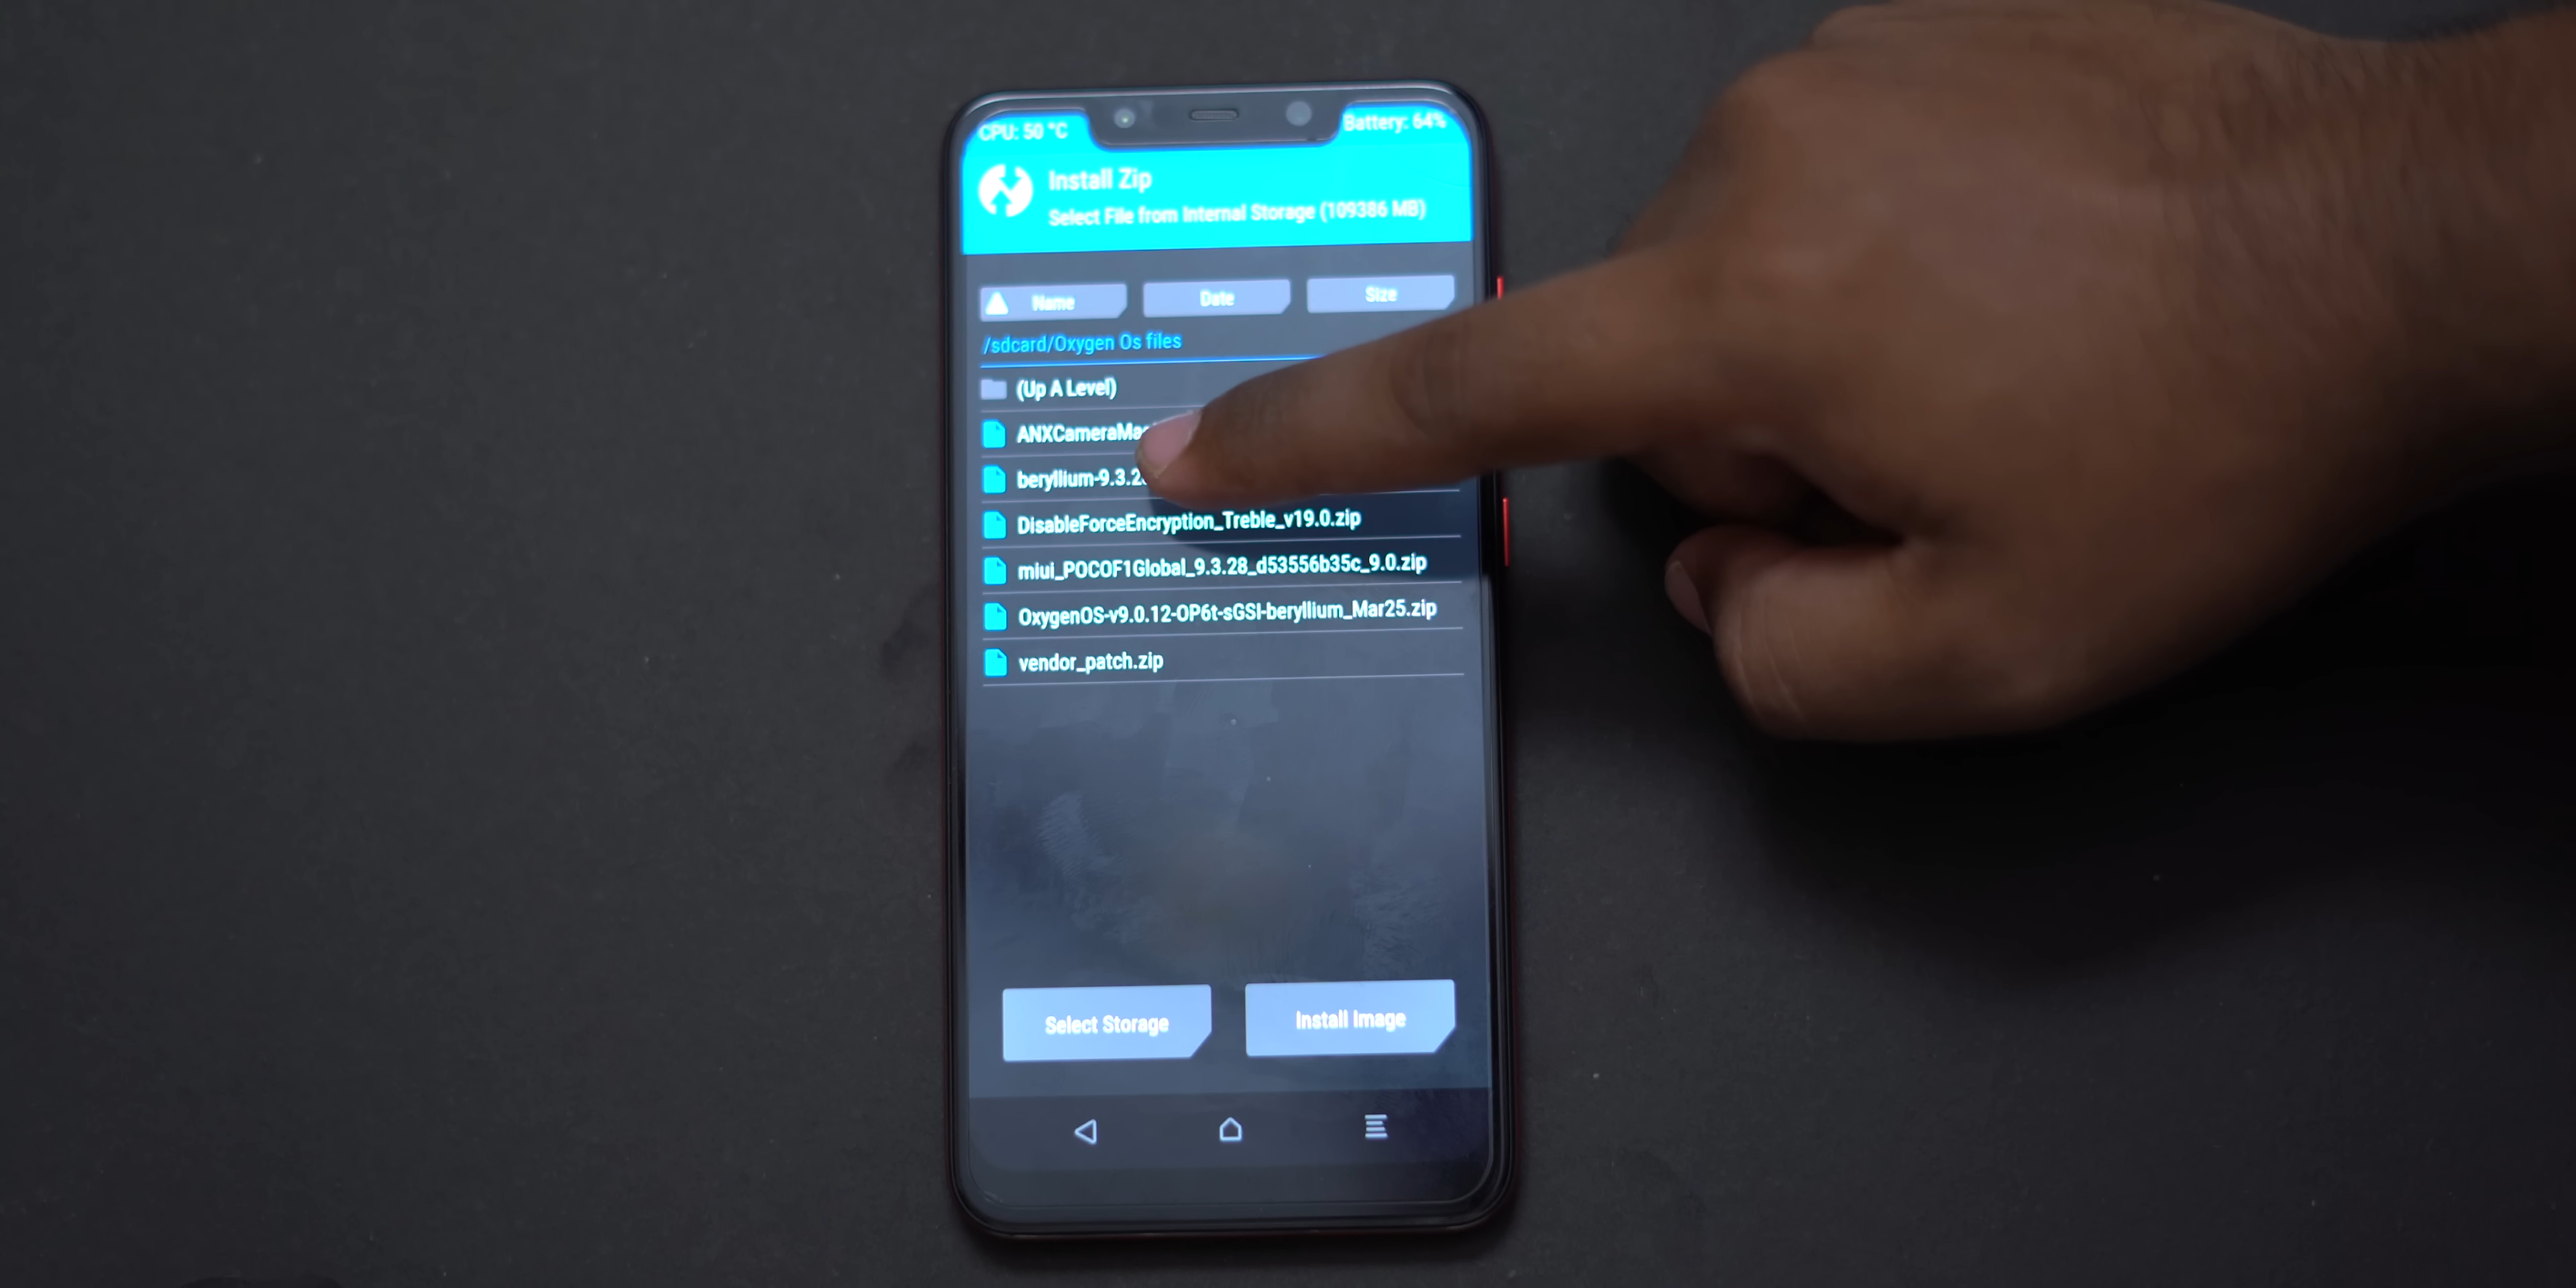 CPU: 50 °C
Battery: 64%
Install Zip
Select File from Internal Storage (109386 MB)
Name
Date
Size
/sdcard/Oxygen Os files
(Up A Level)
ANXCameraMa
beryllium-9.3.2
DisableForceEncryption_Treble_v19.0.zip
miui_POCOF1Global_9.3.28_d53556b35c_9.0.zip
OxygenOS-v9.0.12-OP6t-sGSI-beryllium_Mar25.zip
vendor_patch.zip
Select Storage
Install Image